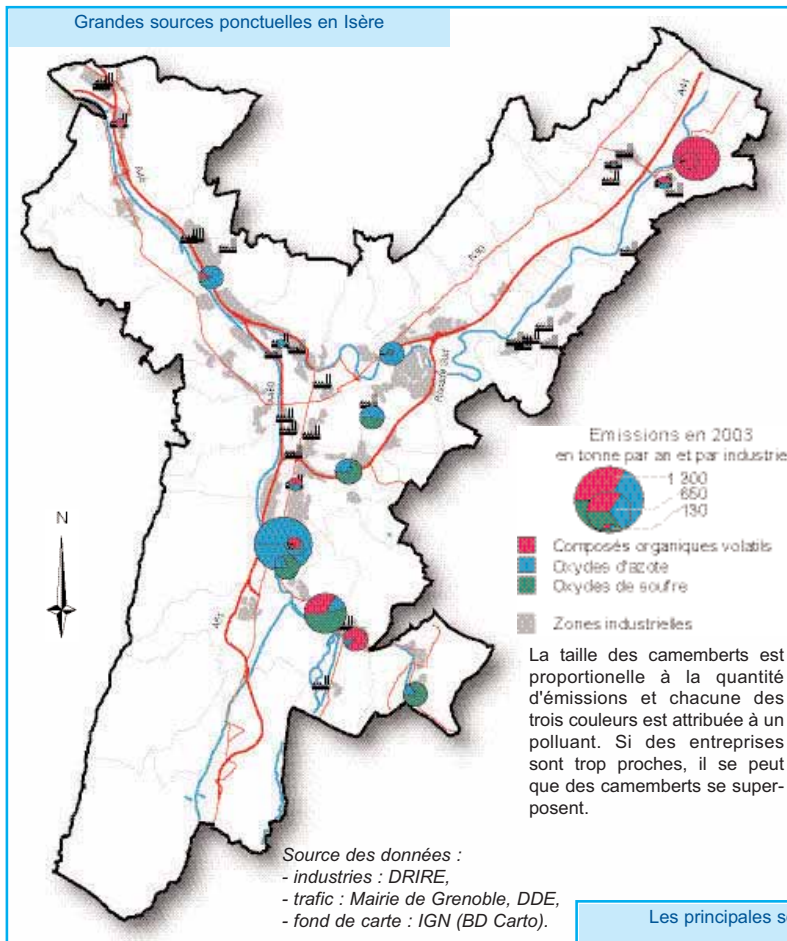 Grandes sources ponctuelles en Isère
A41
A48
N90
Rocade Sud
A480
Emissions en 2003
en tonne par an et par industrie
1 300
650
130
N
Composés organiques volatils
Oxydes d'azote
Oxydes de soufre
Zones industrielles
La taille des camemberts est
proportionelle à la quantité
d'émissions et chacune des
trois couleurs est attribuée à un
polluant. Si des entreprises
sont trop proches, il se peut
que des camemberts se super-
posent.
Source des données :
- industries : DRIRE,
- trafic : Mairie de Grenoble, DDE,
- fond de carte : IGN (BD Carto).
Les principales s